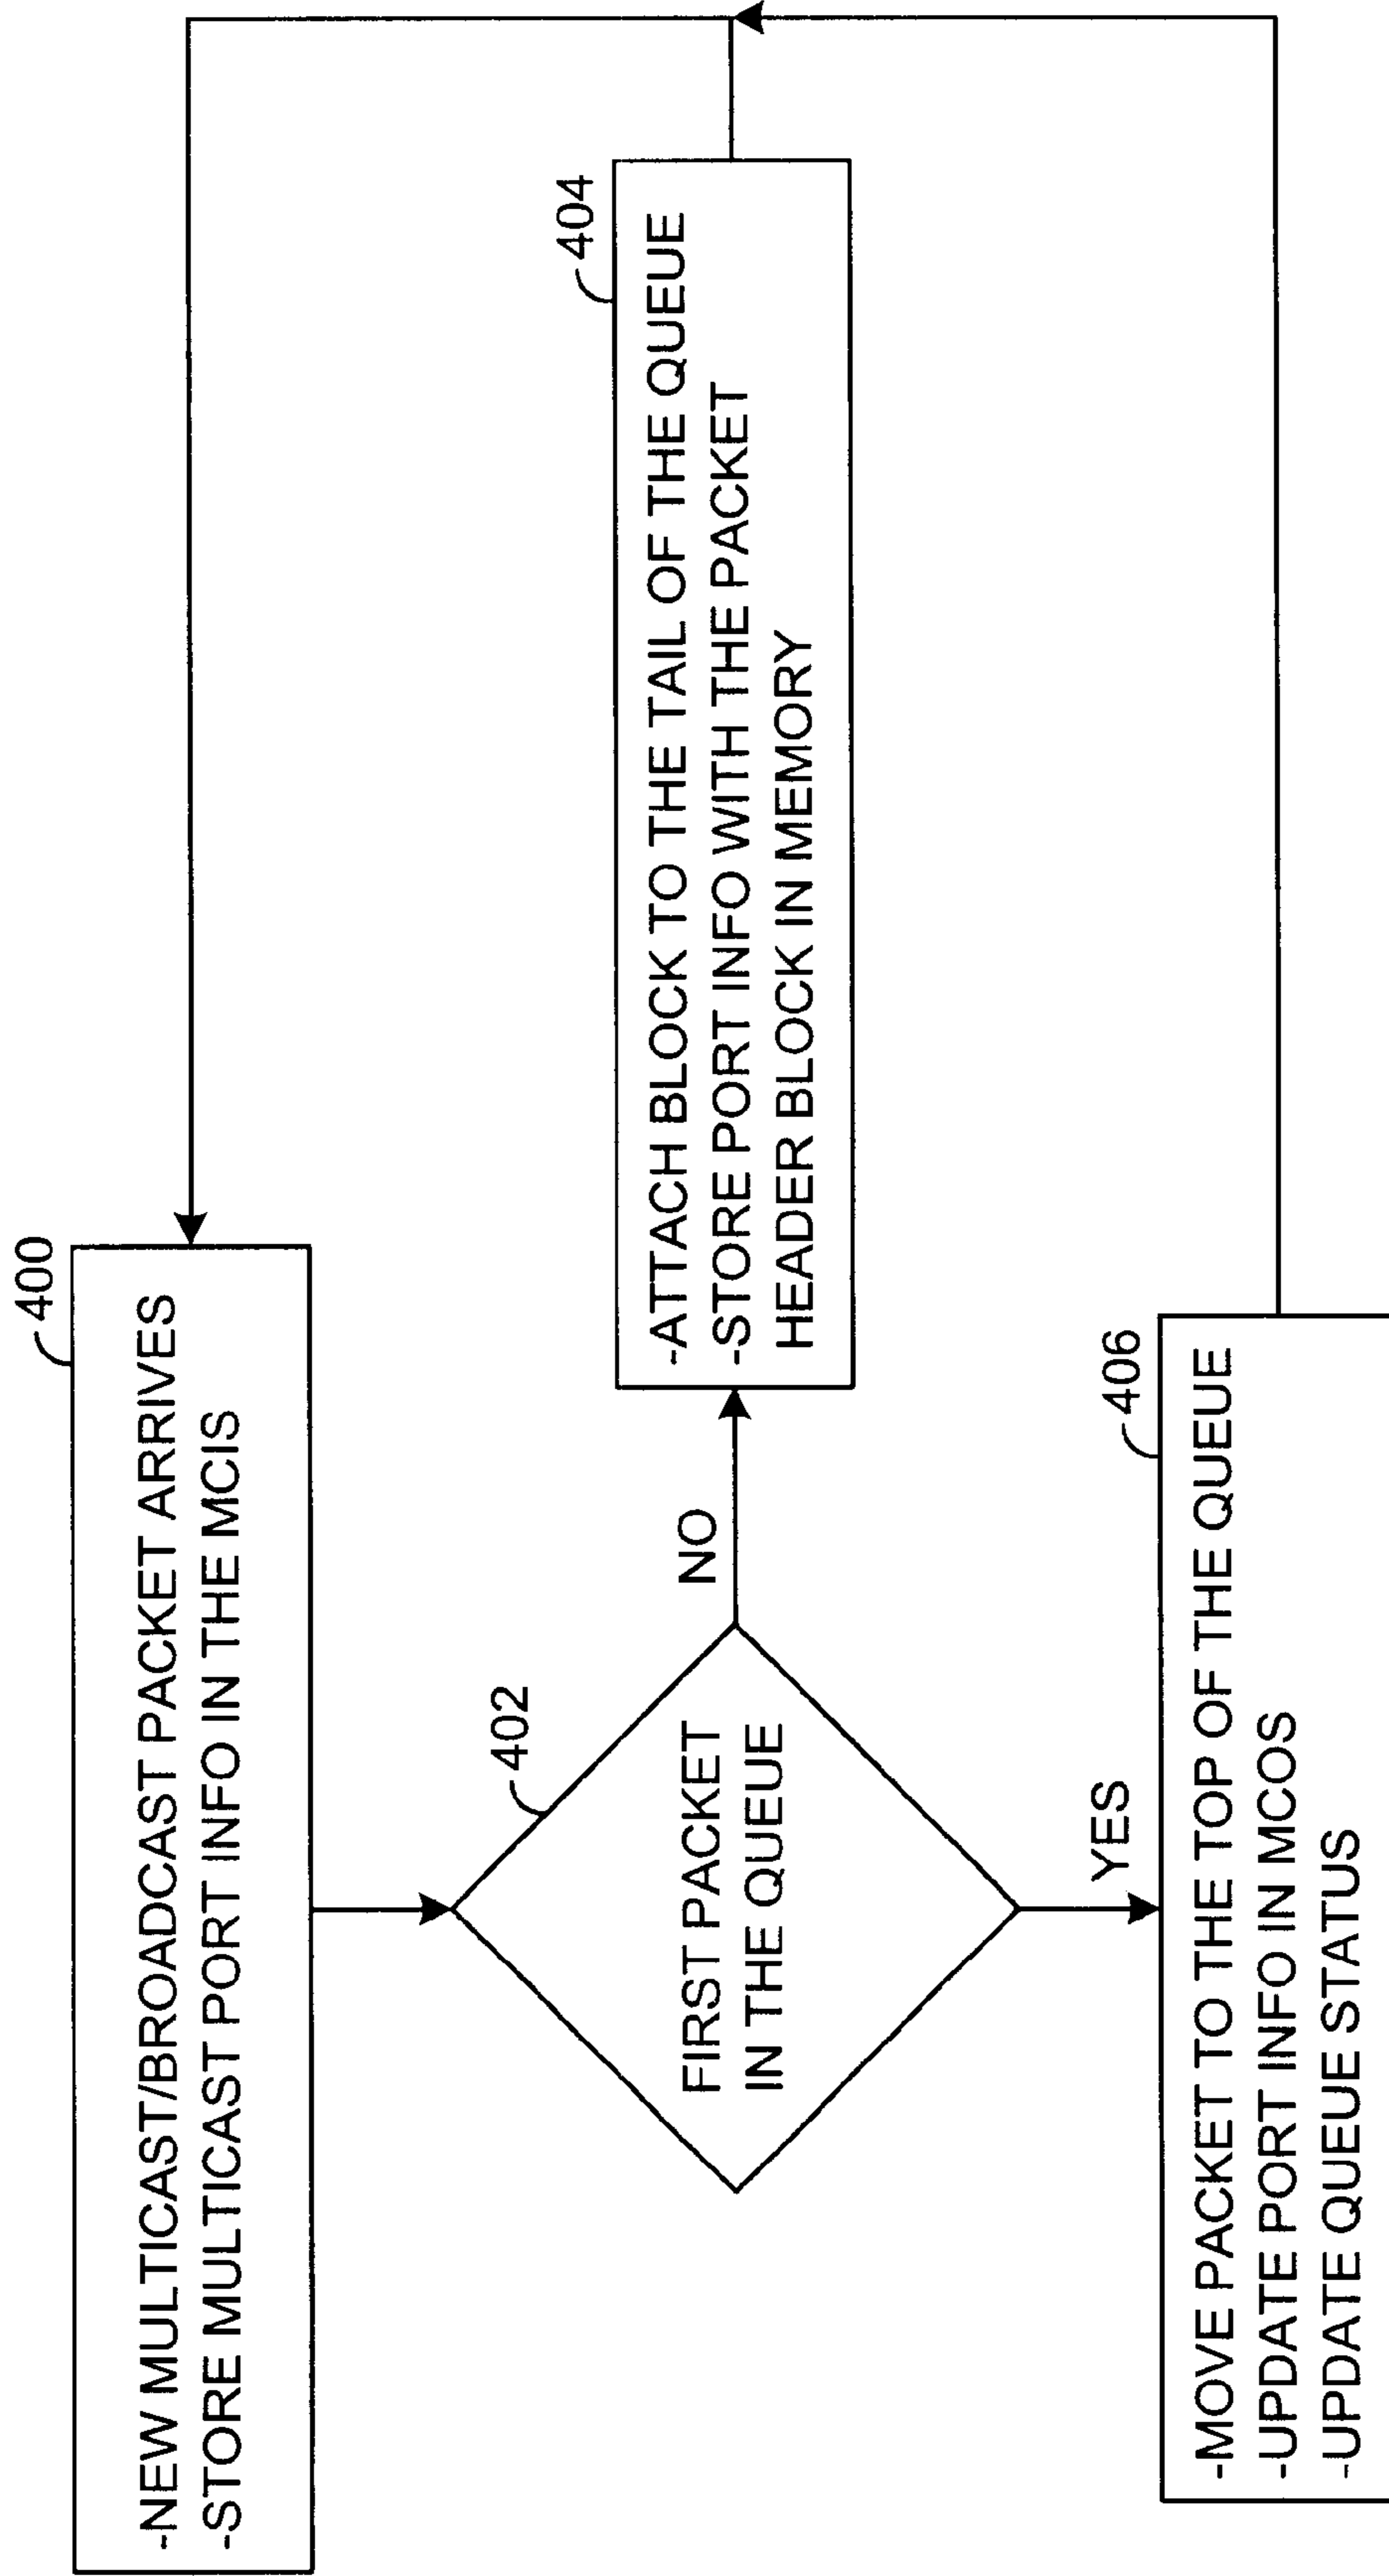 400
-NEW MULTICAST/BROADCAST PACKET ARRIVES
-STORE MULTICAST PORT INFO IN THE MCIS
402
FIRST PACKET
IN THE QUEUE
NO
404
-ATTACH BLOCK TO THE TAIL OF THE QUEUE
-STORE PORT INFO WITH THE PACKET
HEADER BLOCK IN MEMORY
YES
406
-MOVE PACKET TO THE TOP OF THE QUEUE
-UPDATE PORT INFO IN MCOS
-UPDATE QUEUE STATUS